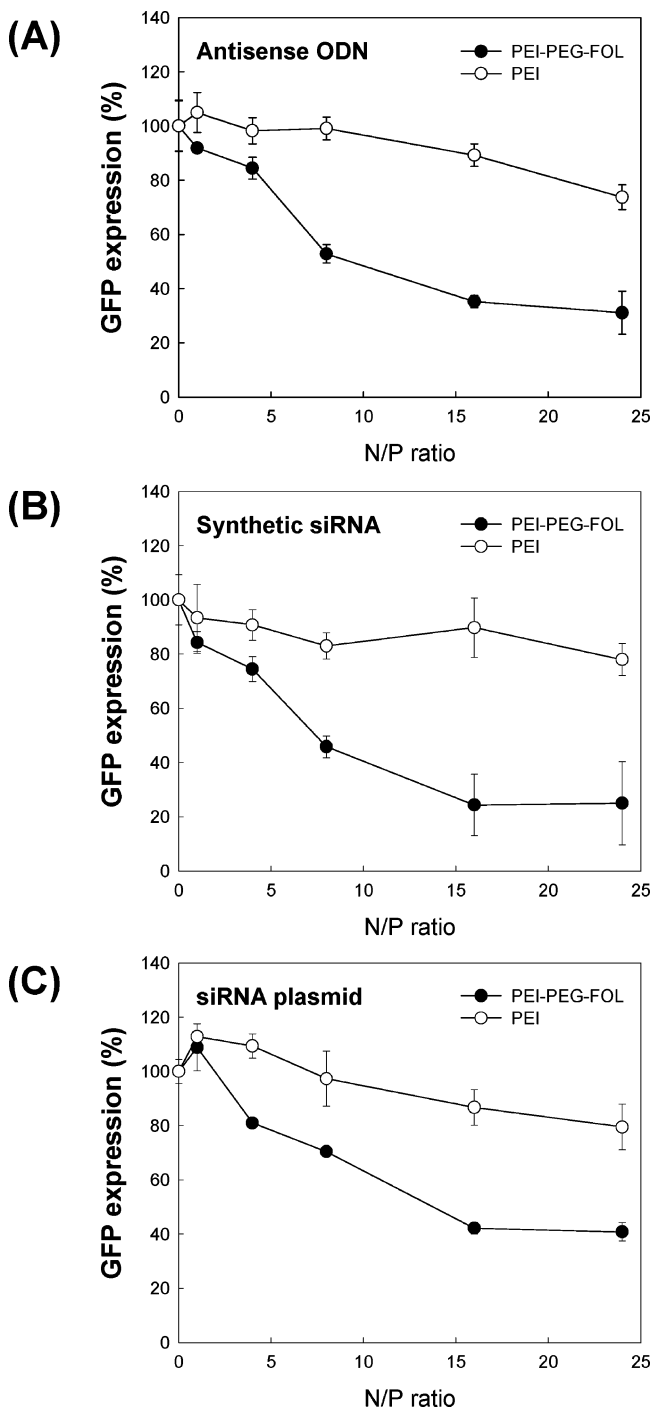 (A)
Antisense ODN
PEI-PEG-FOL
PEI
GFP expression (%)
140
120
100
80
60
40
20
0
0 5 10 15 20 25
N/P ratio
(B)
Synthetic siRNA
PEI-PEG-FOL
PEI
GFP expression (%)
140
120
100
80
60
40
20
0
0 5 10 15 20 25
N/P ratio
(C)
siRNA plasmid
PEI-PEG-FOL
PEI
GFP expression (%)
140
120
100
80
60
40
20
0
0 5 10 15 20 25
N/P ratio